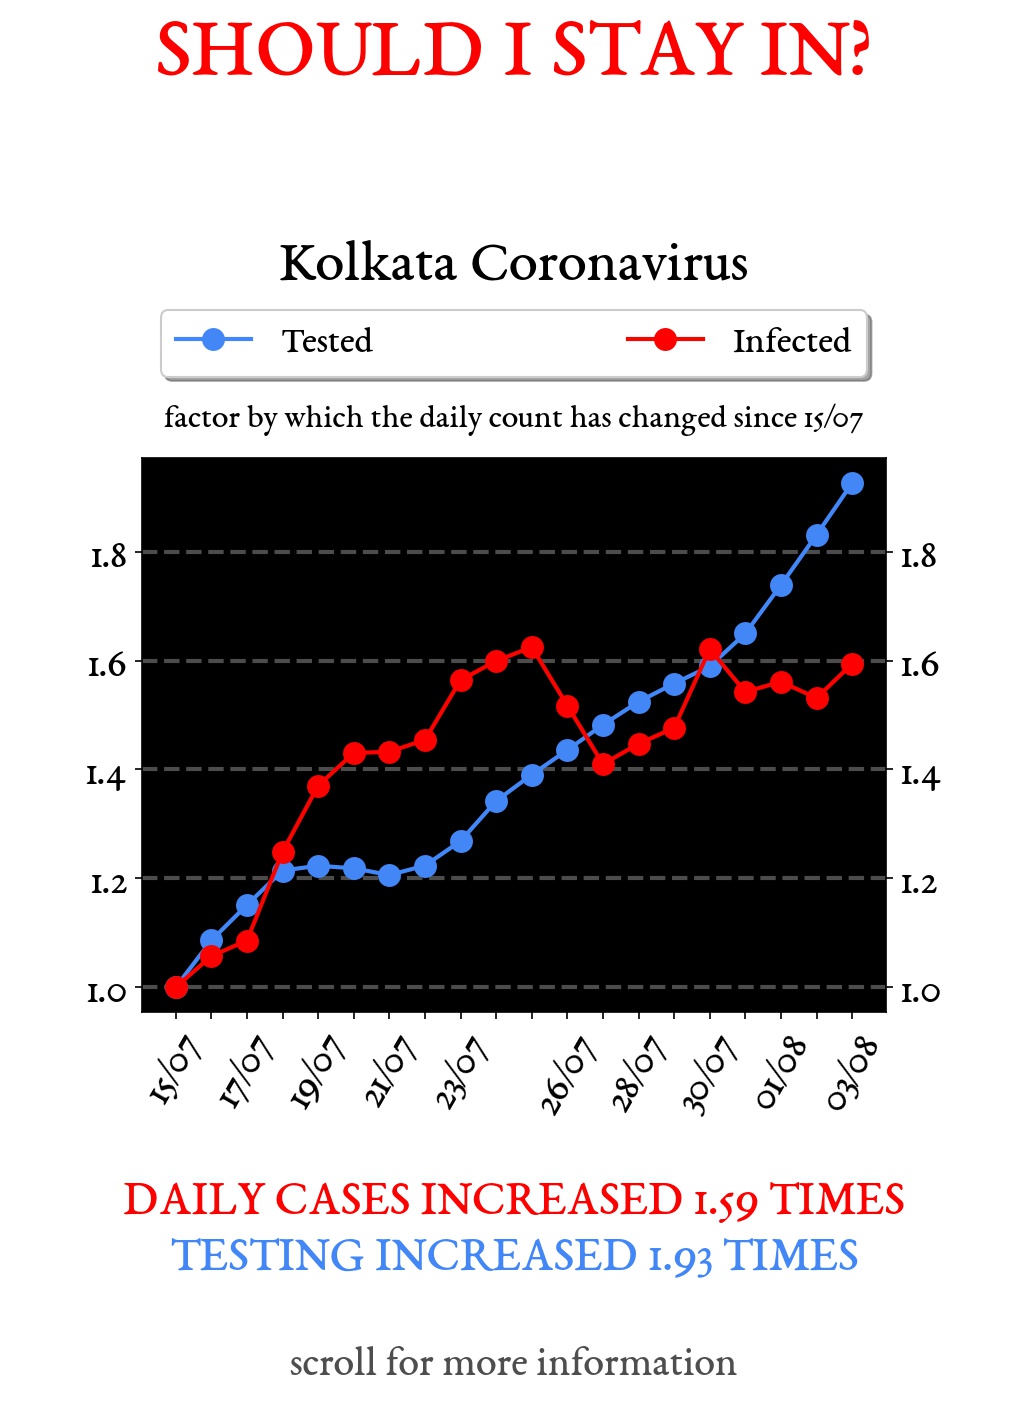 SHOULD I STAY IN?
Kolkata Coronavirus
Tested Infected
factor by which the daily count has changed since 15/07
1.8 1.8
1.6 1.6
1.4 1.4
1.2 1.2
1.0 1.0
15/07 17/07 19/07 21/07 23/07 26/07 28/07 30/07 01/08 03/08
DAILY CASES INCREASED 1.59 TIMES
TESTING INCREASED 1.93 TIMES
scroll for more information